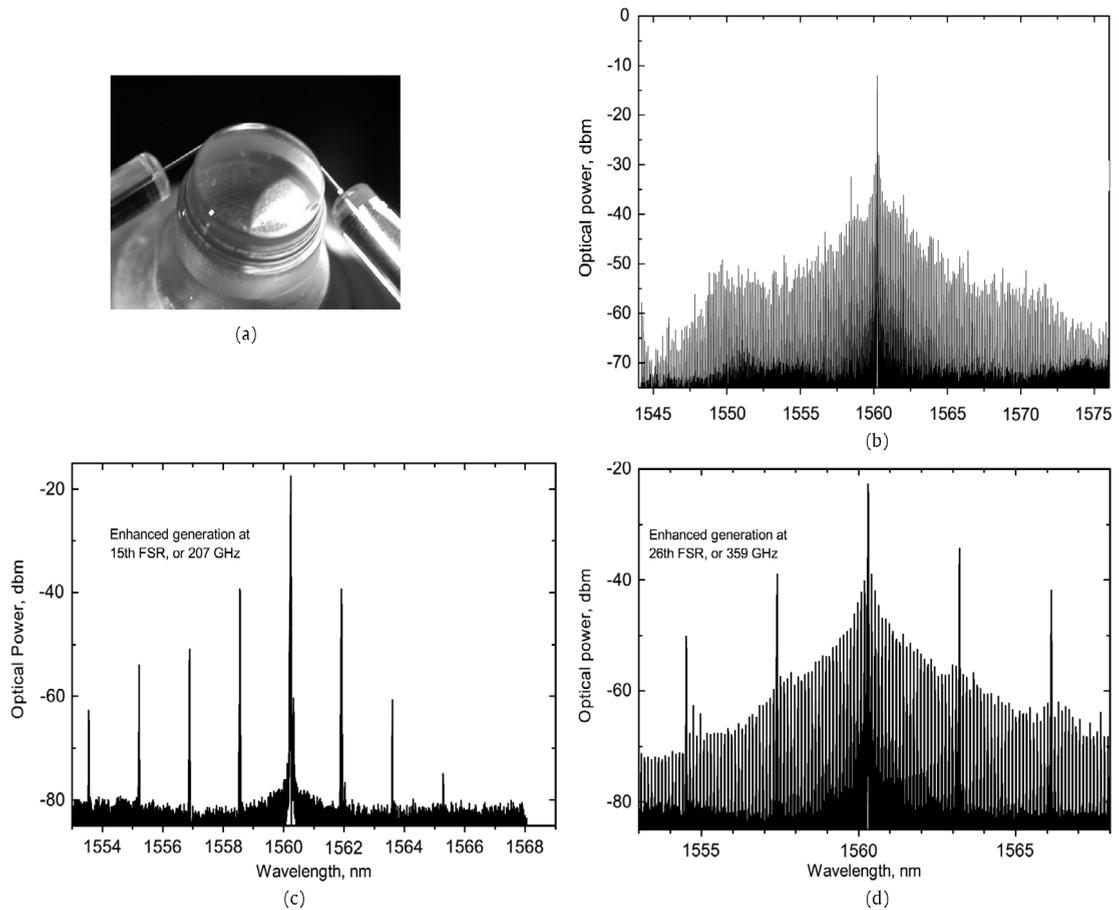 (a)
Optical power, dbm
0
-10
-20
-30
-40
-50
-60
-70
1545 1550 1555 1560 1565 1570 1575
(b)
Optical Power, dbm
-20
-40
-60
-80
Enhanced generation at
15th FSR, or 207 GHz
1554 1556 1558 1560 1562 1564 1566 1568
Wavelength, nm
(c)
Optical power, dbm
-20
-40
-60
-80
Enhanced generation at
26th FSR, or 359 GHz
1555 1560 1565
Wavelength, nm
(d)